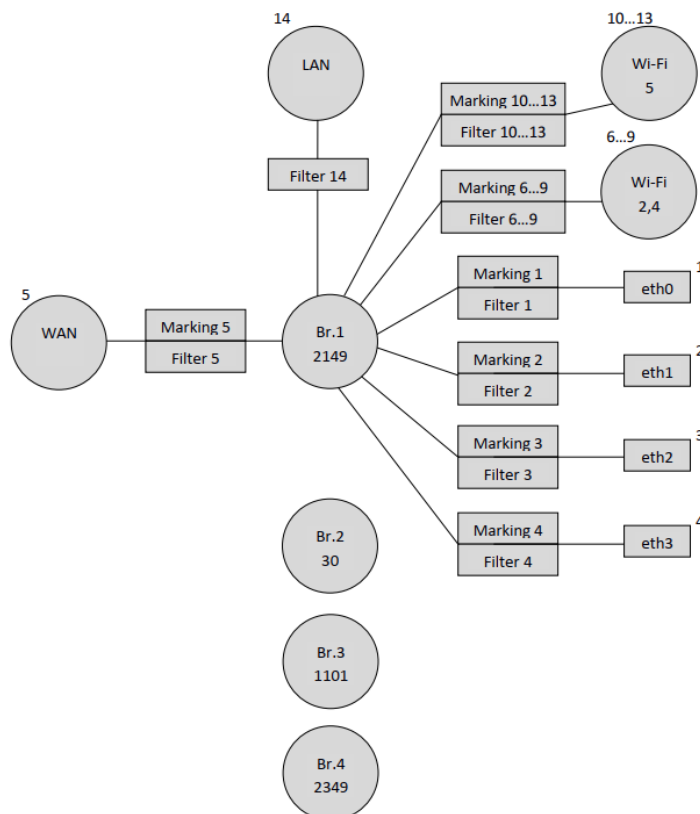 14
LAN
Filter 14
10...13
Wi-Fi
5
Marking 10...13
Filter 10...13
6...9
Wi-Fi
2,4
Marking 6...9
Filter 6...9
5
WAN
Marking 5
Filter 5
Br.1
2149
Marking 1
Filter 1
1
eth0
Marking 2
Filter 2
2
eth1
Marking 3
Filter 3
3
eth2
Marking 4
Filter 4
4
eth3
Br.2
30
Br.3
1101
Br.4
2349